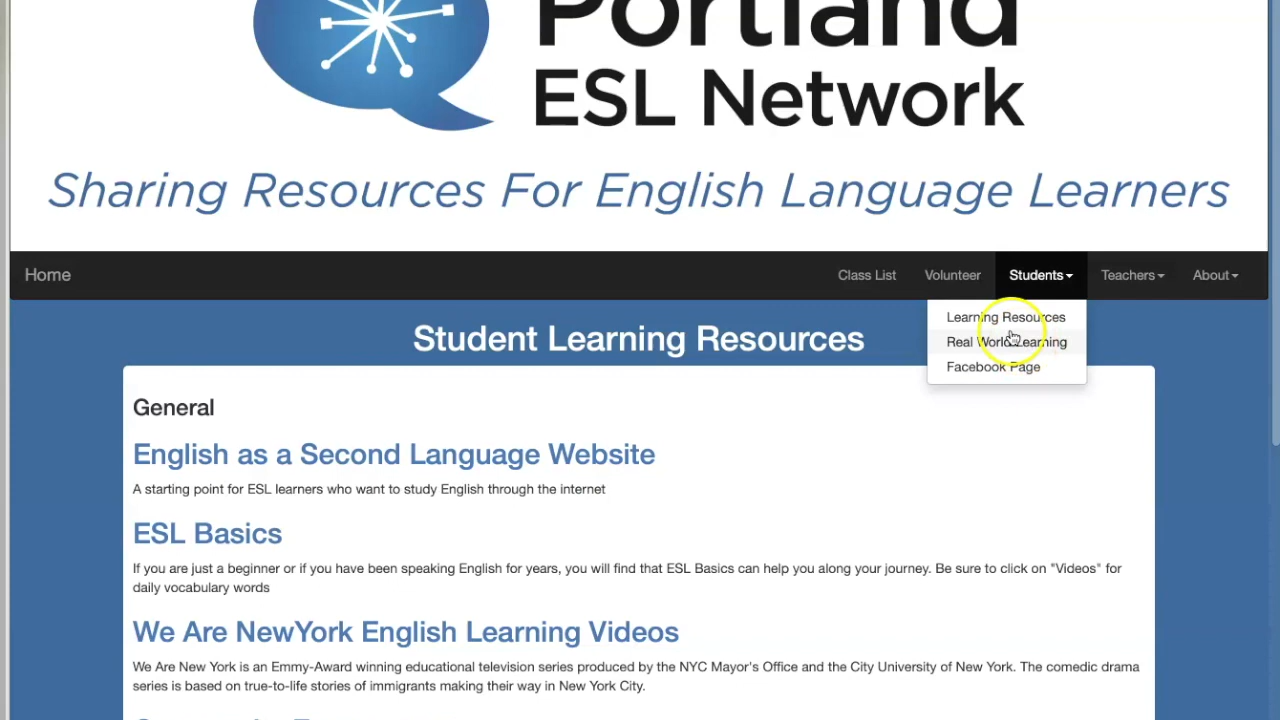 Portland
ESL Network
Sharing Resources For English Language Learners
Home
Class List
Volunteer
Students
Teachers
About
Learning Resources
Real World Learning
Facebook Page
Student Learning Resources
General
English as a Second Language Website
A starting point for ESL learners who want to study English through the internet
ESL Basics
If you are just a beginner or if you have been speaking English for years, you will find that ESL Basics can help you along your journey. Be sure to click on "Videos" for
daily vocabulary words
We Are NewYork English Learning Videos
We Are New York is an Emmy-Award winning educational television series produced by the NYC Mayor's Office and the City University of New York. The comedic drama
series is based on true-to-life stories of immigrants making their way in New York City.